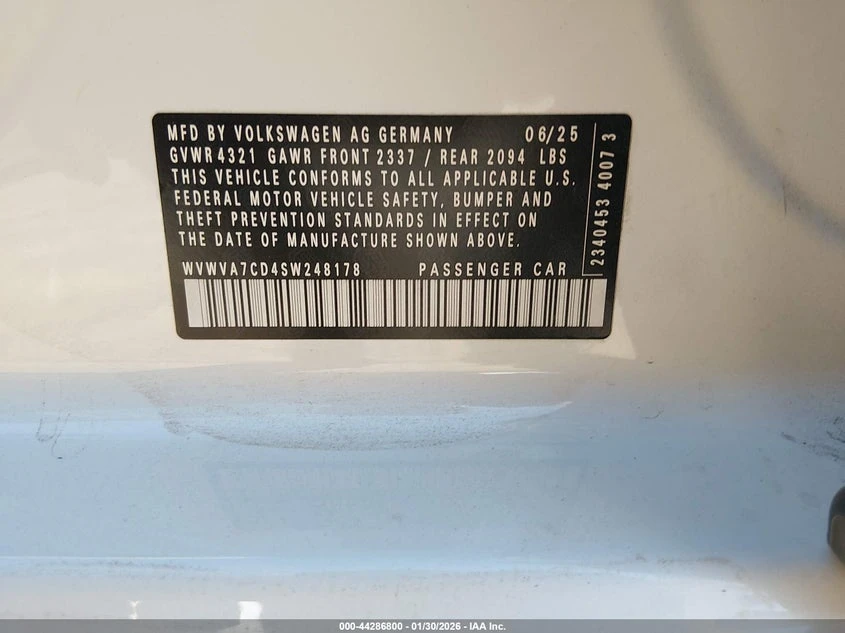 MFD BY VOLKSWAGEN AG GERMANY 06/25
GVWR 4321 GAWR FRONT 2337 / REAR 2094 LBS
THIS VEHICLE CONFORMS TO ALL APPLICABLE U.S.
FEDERAL MOTOR VEHICLE SAFETY, BUMPER AND
THEFT PREVENTION STANDARDS IN EFFECT ON
THE DATE OF MANUFACTURE SHOWN ABOVE.
WVWVA7CD4SW248178 PASSENGER CAR
2340453 4007 3
000-44286800 - 01/30/2026 - IAA Inc.